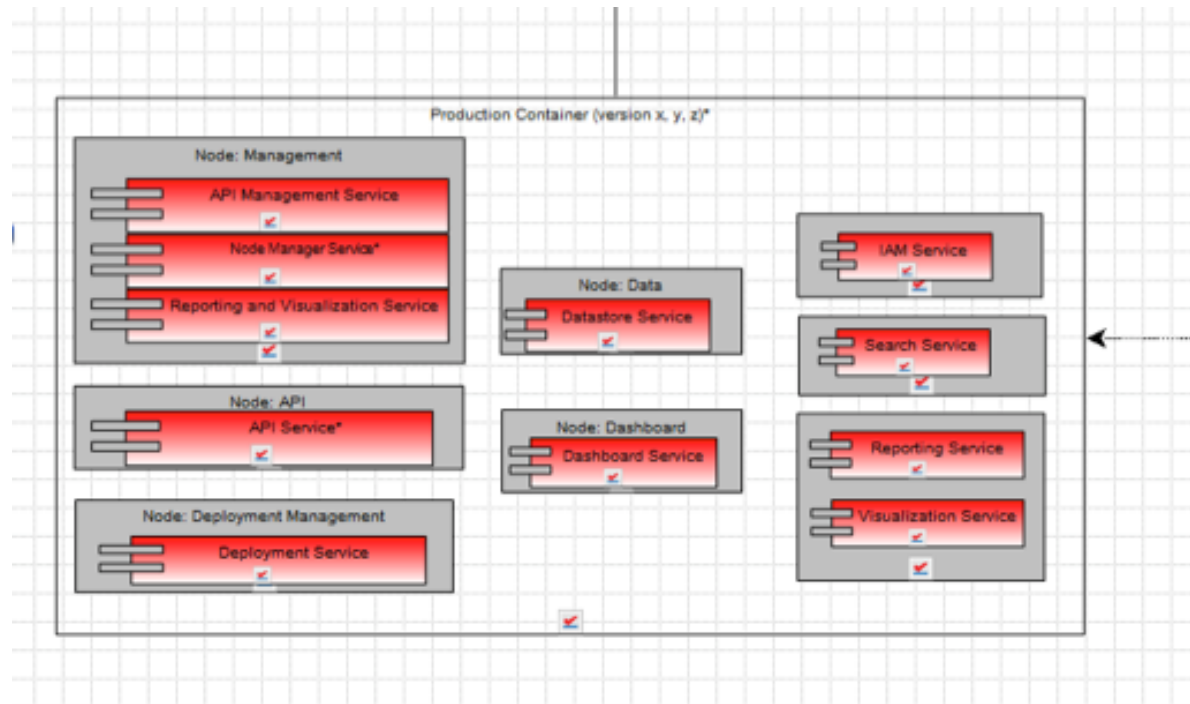 Production Container (version x, y, z)*
Node: Management
API Management Service
Node Manager Service*
Reporting and Visualization Service
Node: API
API Service*
Node: Deployment Management
Deployment Service
Node: Data
Datastore Service
Node: Dashboard
Dashboard Service
IAM Service
Search Service
Reporting Service
Visualization Service